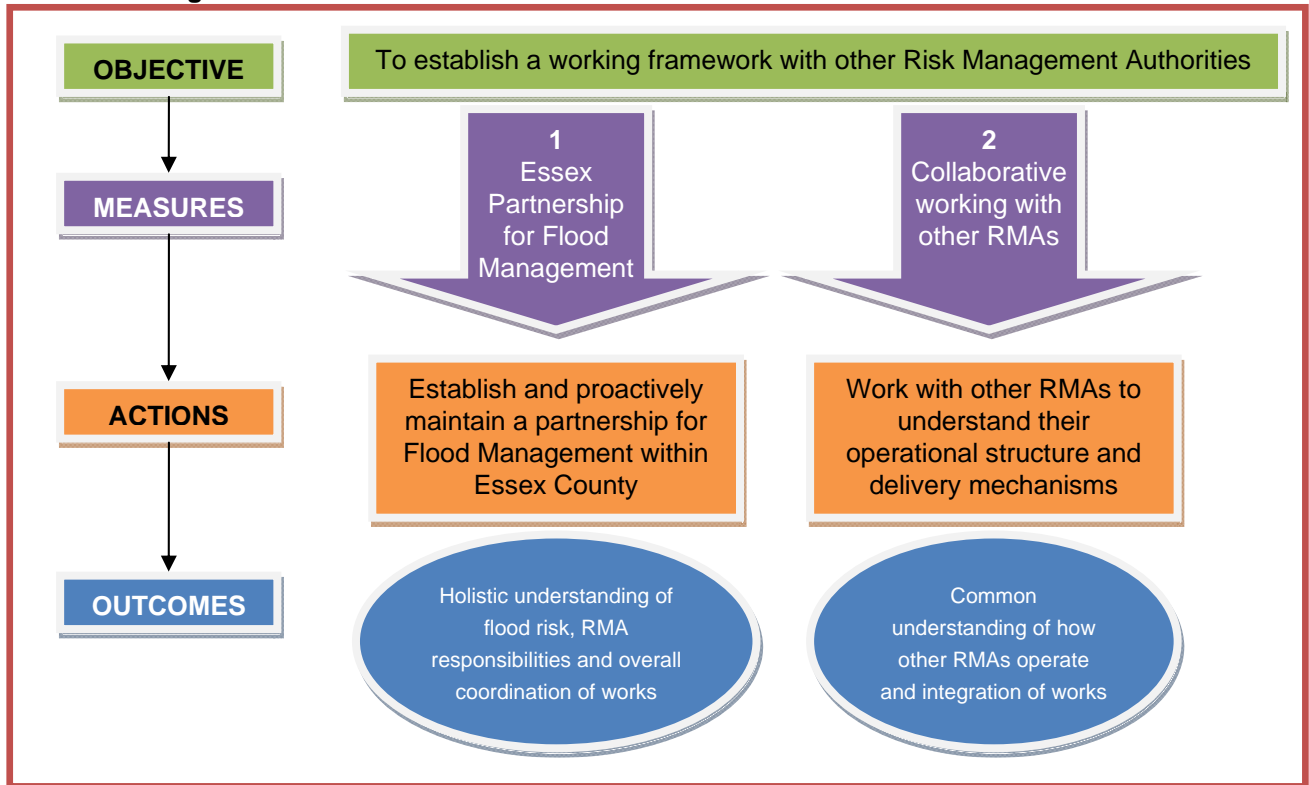 OBJECTIVE
To establish a working framework with other Risk Management Authorities
MEASURES
1
Essex
Partnership
for Flood
Management
2
Collaborative
working with
other RMAs
ACTIONS
Establish and proactively
maintain a partnership for
Flood Management within
Essex County
Work with other RMAs to
understand their
operational structure and
delivery mechanisms
OUTCOMES
Holistic understanding of
flood risk, RMA
responsibilities and overall
coordination of works
Common
understanding of how
other RMAs operate
and integration of works